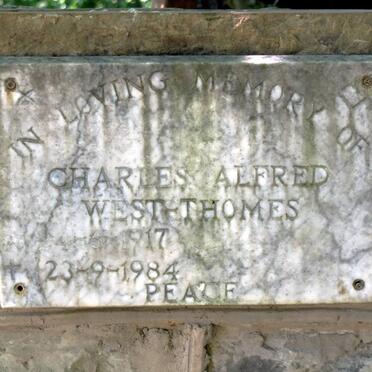 IN LOVING MEMORY OF
CHARLES ALFRED
WEST-THOMES
1917
23-9-1984
PEACE